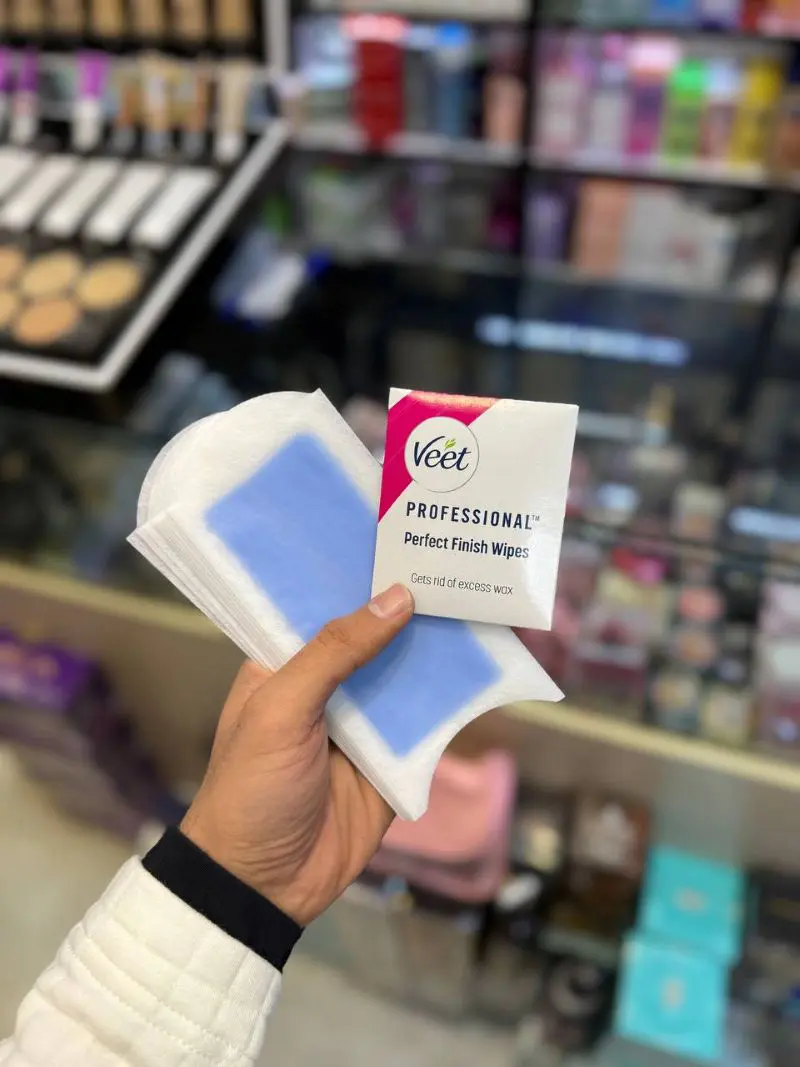 Veet
PROFESSIONAL™
Perfect Finish Wipes
Gets rid of excess wax